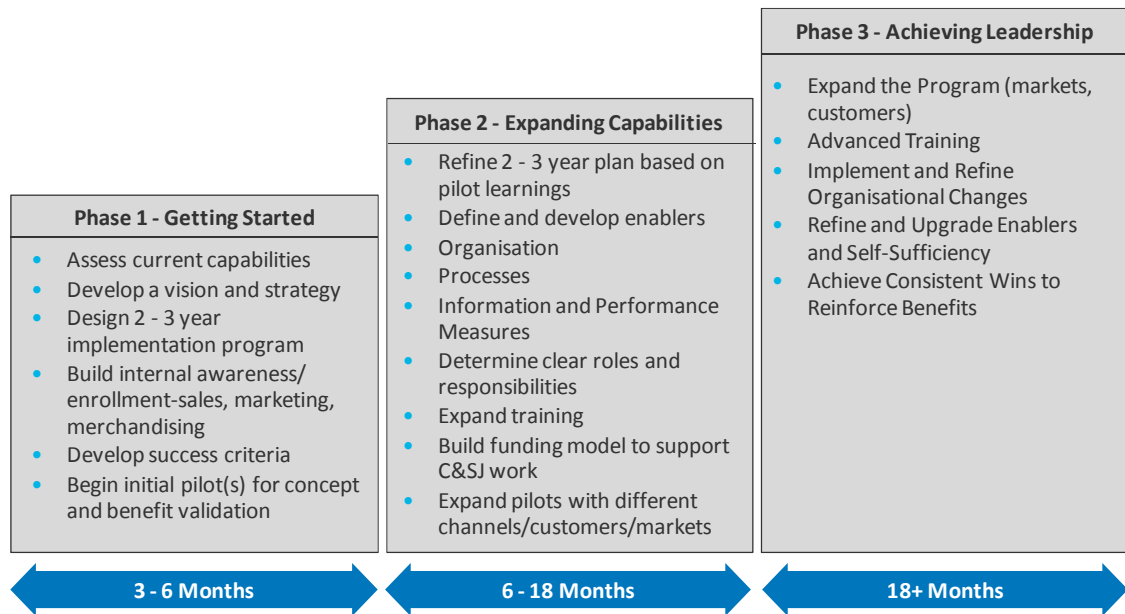 Phase 1 - Getting Started
Assess current capabilities
Develop a vision and strategy
Design 2 - 3 year
implementation program
Build internal awareness/
enrollment-sales, marketing,
merchandising
Develop success criteria
Begin initial pilot(s) for concept
and benefit validation
3 - 6 Months
Phase 2 - Expanding Capabilities
Refine 2 - 3 year plan based on
pilot learnings
Define and develop enablers
Organisation
Processes
Information and Performance
Measures
Determine clear roles and
responsibilities
Expand training
Build funding model to support
C&SJ work
Expand pilots with different
channels/customers/markets
6 - 18 Months
Phase 3 - Achieving Leadership
Expand the Program (markets,
customers)
Advanced Training
Implement and Refine
Organisational Changes
Refine and Upgrade Enablers
and Self-Sufficiency
Achieve Consistent Wins to
Reinforce Benefits
18+ Months